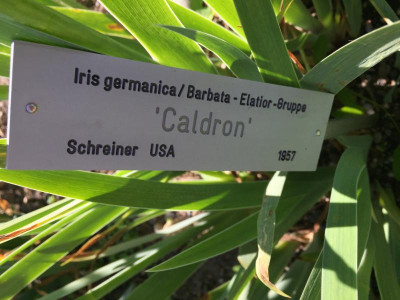 Iris germanica / Barbata - Elatior-Gruppe
'Caldron'
Schreiner USA 1957